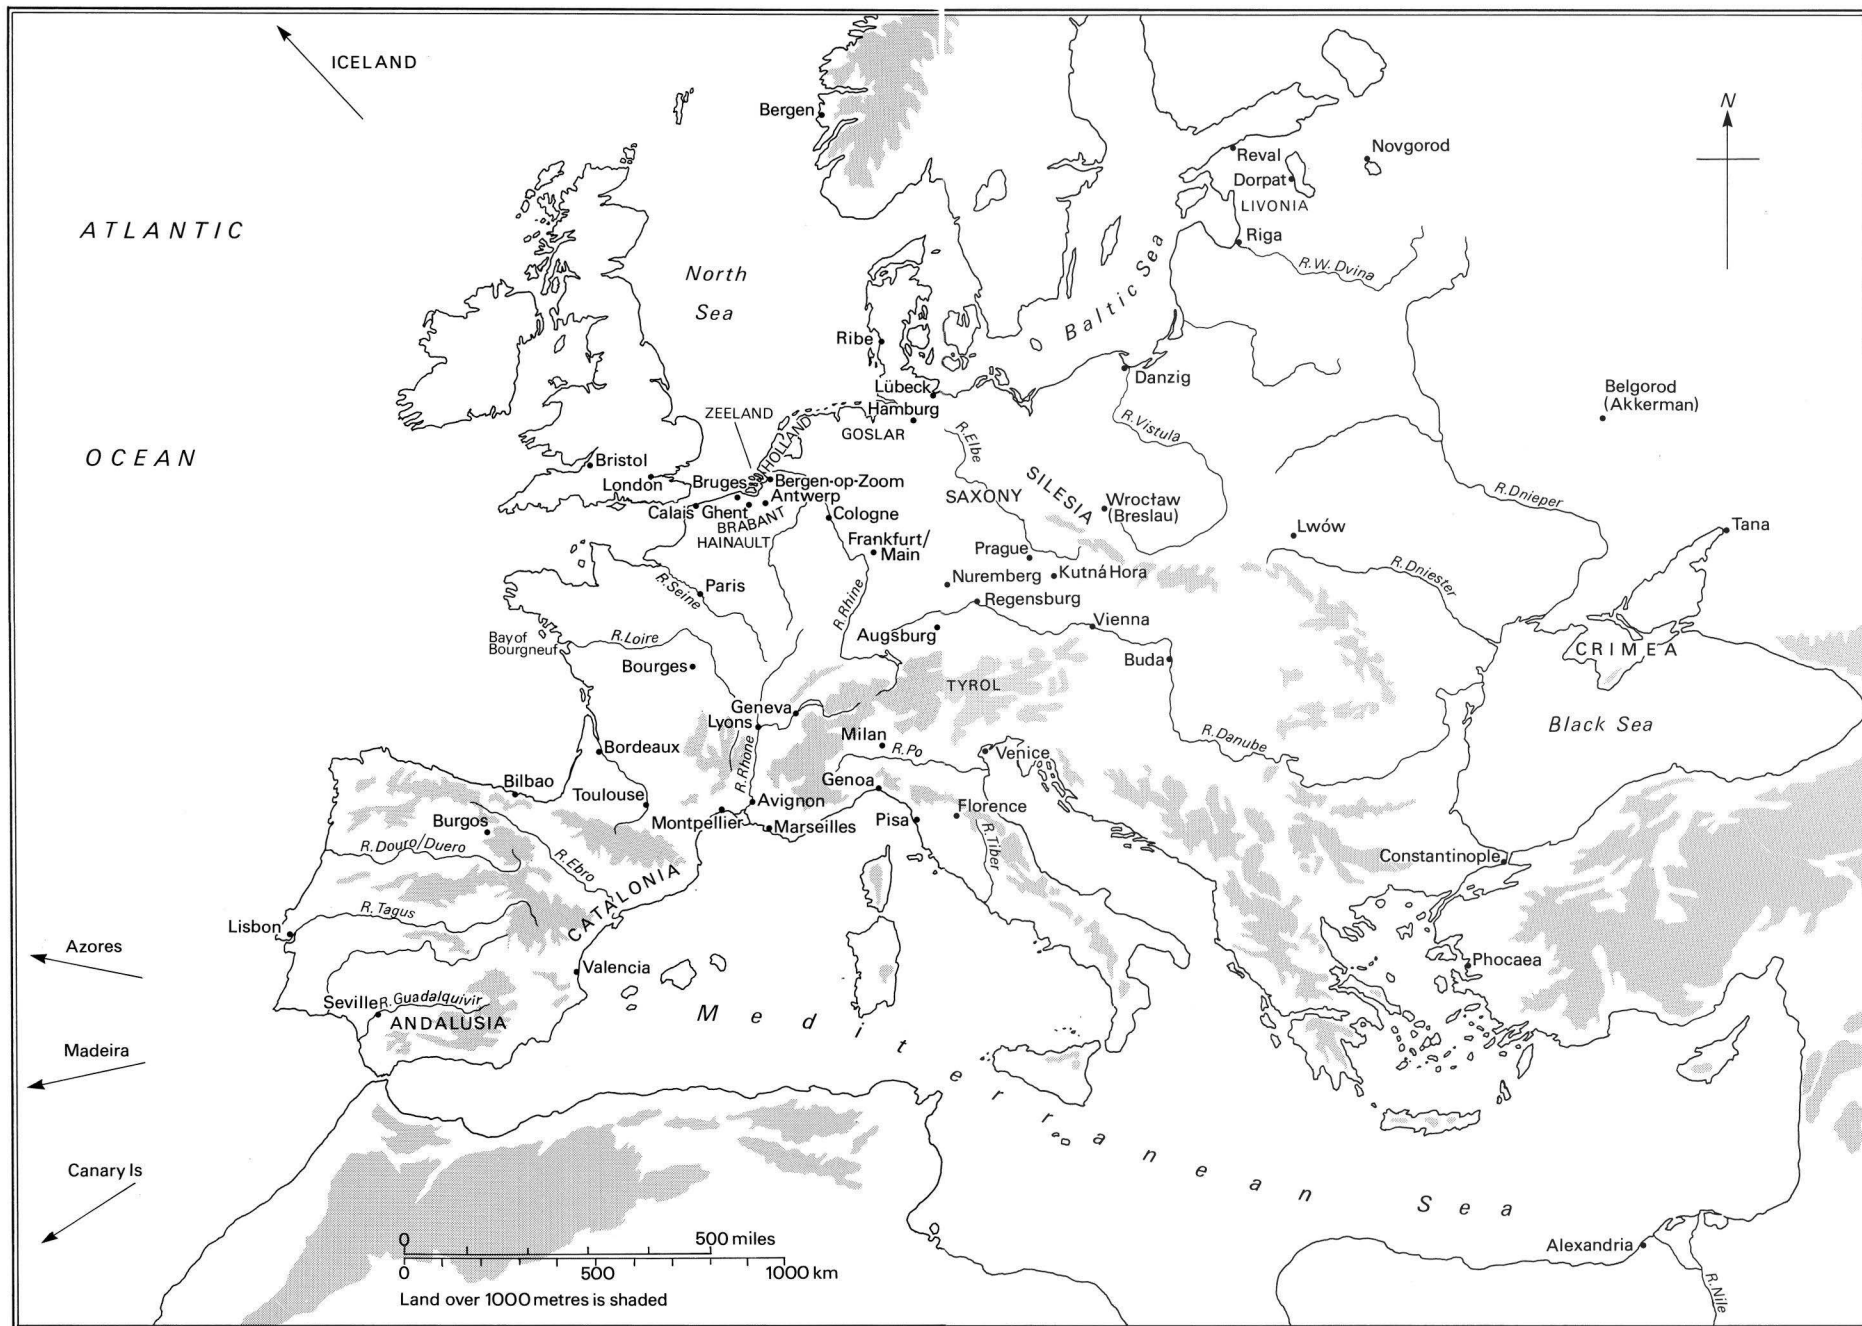 ICELAND
Bergen
N
Reval
Novgorod
Dorpat
LIVONIA
ATLANTIC
Riga
R.W. Dvina
North
Sea
Baltic Sea
Ribe
Danzig
Lübeck
Hamburg
Belgorod
(Akkerman)
ZEELAND
HOLLAND
GOSLAR
R.Elbe
R.Vistula
OCEAN
Bristol
London
Bruges
Bergen-op-Zoom
Antwerp
SAXONY
SILESIA
Wrocław
(Breslau)
R.Dnieper
Calais
Ghent
BRABANT
HAINAULT
Cologne
Lwów
Tana
Frankfurt/
Main
Prague
Kutná Hora
Nuremberg
R.Dniester
Paris
R.Seine
R.Rhine
Regensburg
Vienna
Augsburg
Bay of
Bourgneuf
R.Loire
Bourges
Buda
CRIMEA
TYROL
Geneva
Lyons
Milan
R.Po
Venice
R.Danube
Black Sea
Bordeaux
R.Rhone
Bilbao
Toulouse
Avignon
Genoa
Florence
Burgos
Montpellier
Marseilles
Pisa
R.Tiber
R.Douro/Duero
R.Ebro
CATALONIA
Constantinople
R.Tagus
Lisbon
Azores
Valencia
Phocaea
Seville
R.Guadalquivir
ANDALUSIA
Mediterranean Sea
Madeira
Canary Is
0 500 miles
0 500 1000 km
Land over 1000 metres is shaded
Alexandria
R.Nile